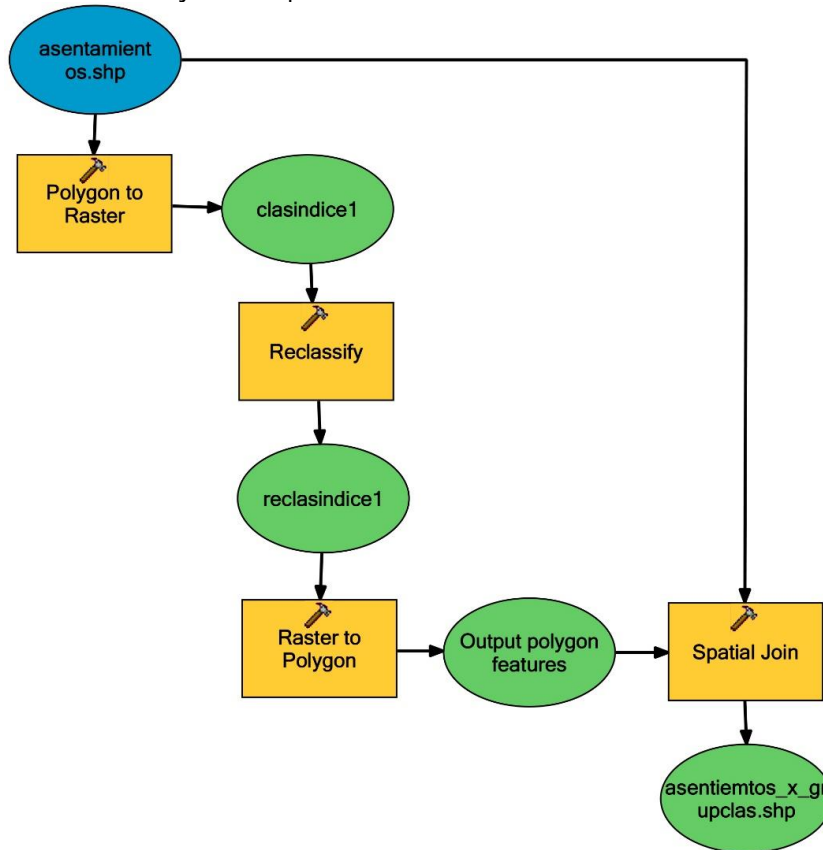 asentamient
os.shp
Polygon to
Raster
clasindice1
Reclassify
reclasindice1
Raster to
Polygon
Output polygon
features
Spatial Join
asentiemtos_x_gr
upclas.shp